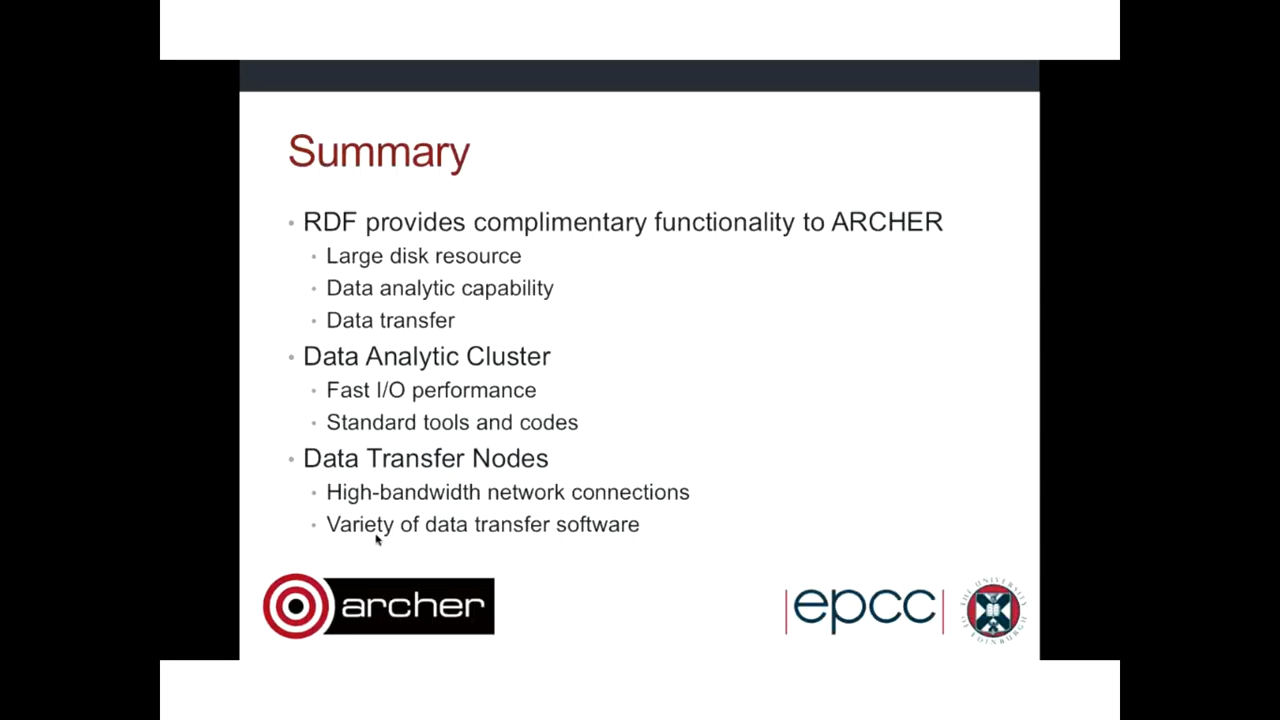 Summary
• RDF provides complimentary functionality to ARCHER
• Large disk resource
• Data analytic capability
• Data transfer
• Data Analytic Cluster
• Fast I/O performance
• Standard tools and codes
• Data Transfer Nodes
• High-bandwidth network connections
• Variety of data transfer software
archer
|epcc|
THE UNIVERSITY OF EDINBURGH